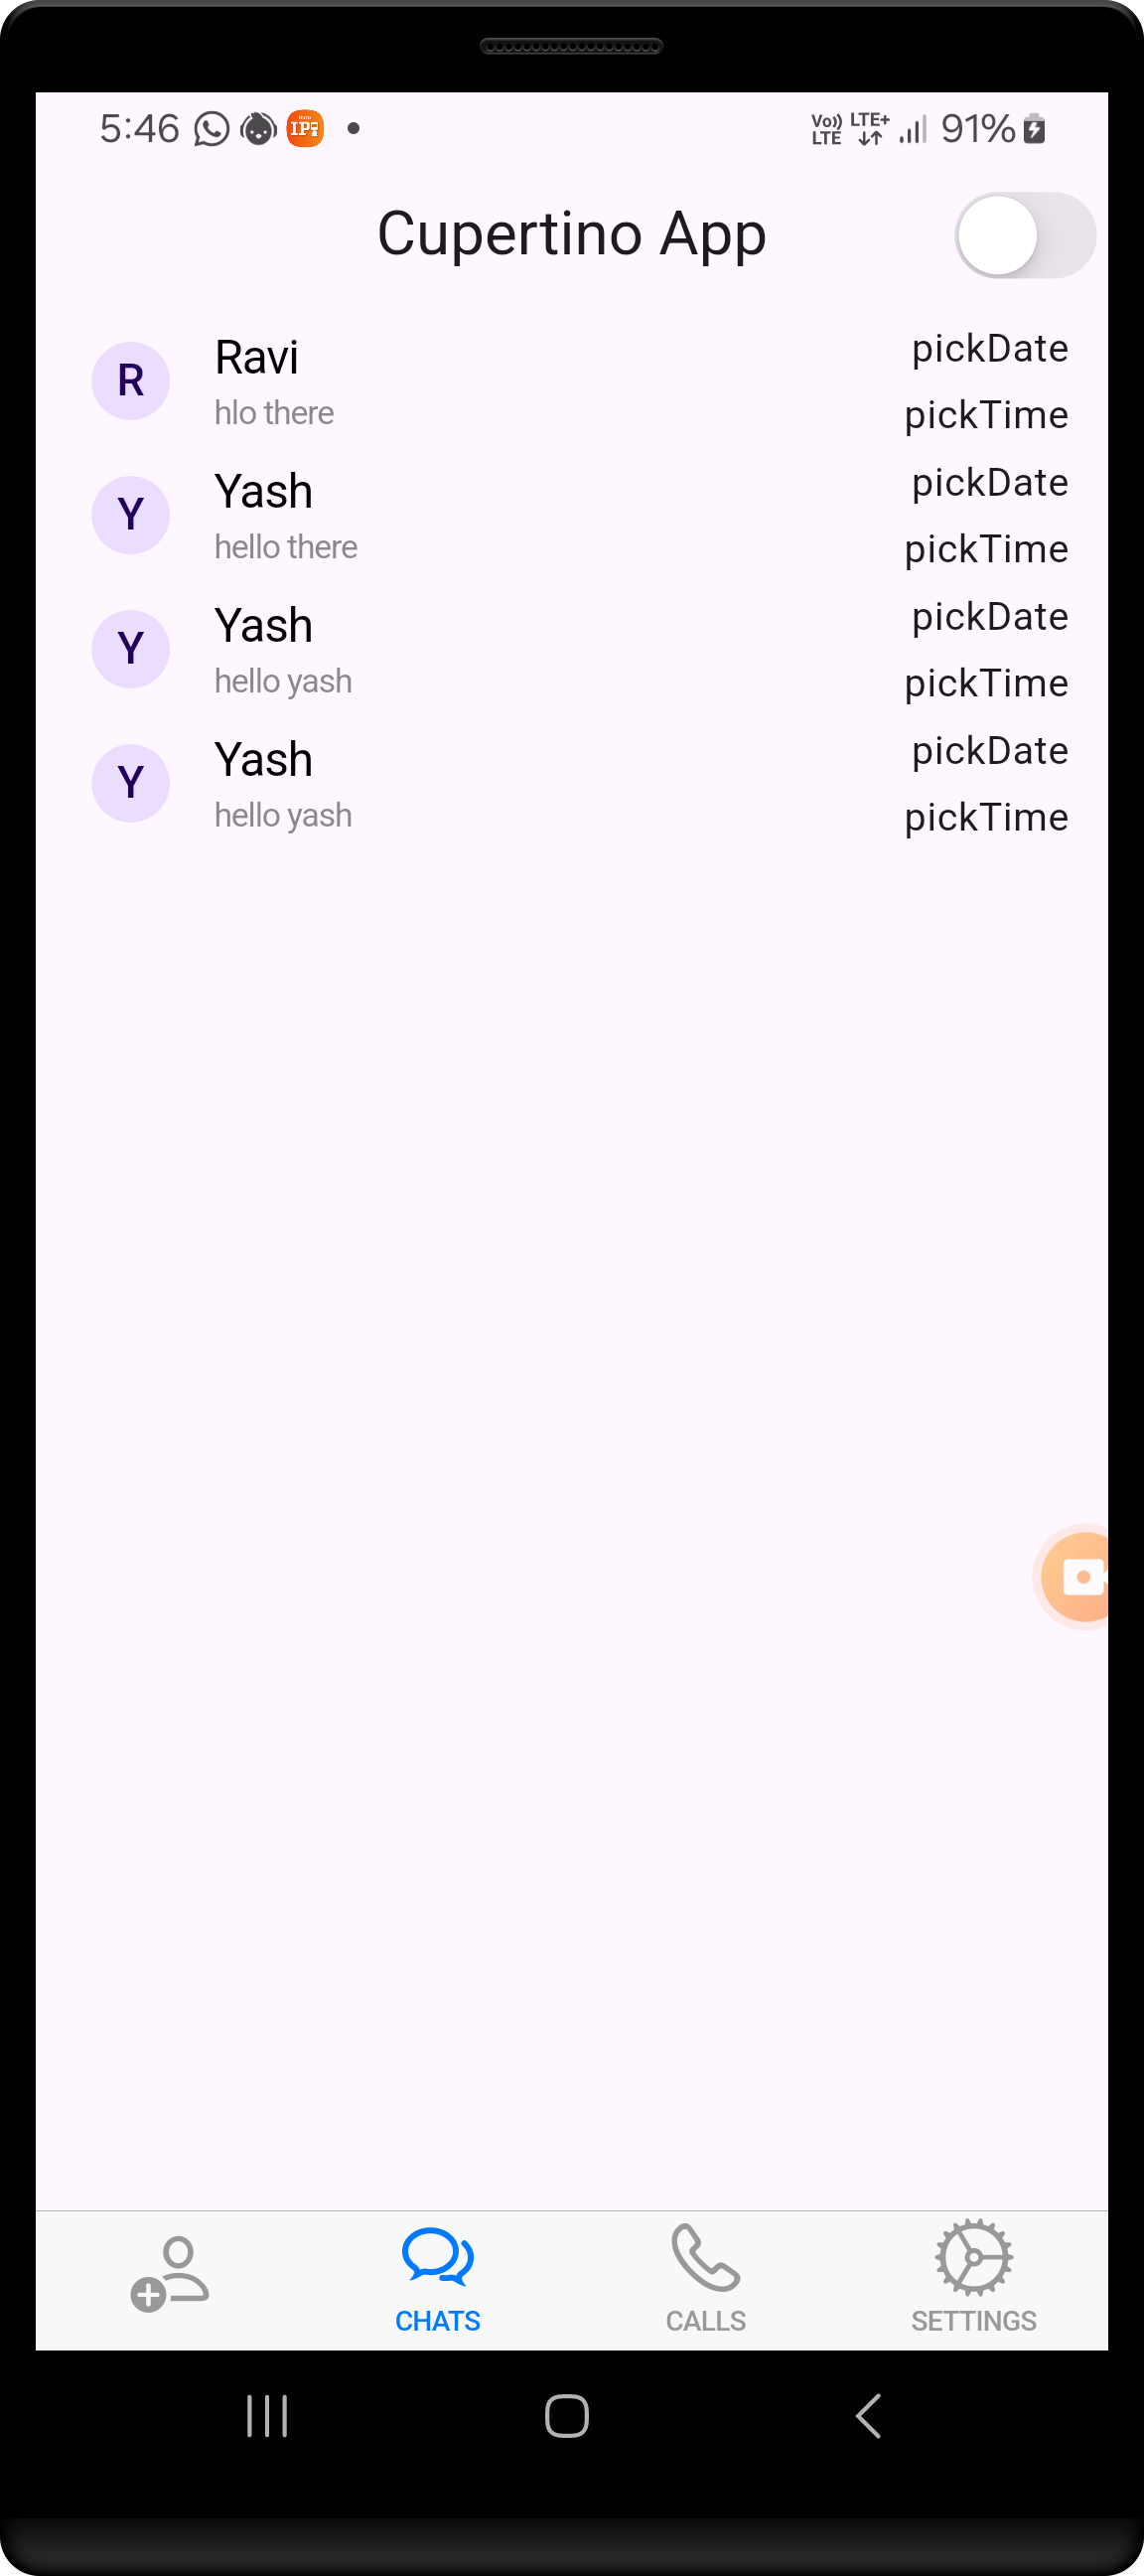 5:46 IP Vo)) LTE LTE+ 91%
Cupertino App
R Ravi pickDate
hlo there pickTime
Y Yash pickDate
hello there pickTime
Y Yash pickDate
hello yash pickTime
Y Yash pickDate
hello yash pickTime
CHATS CALLS SETTINGS